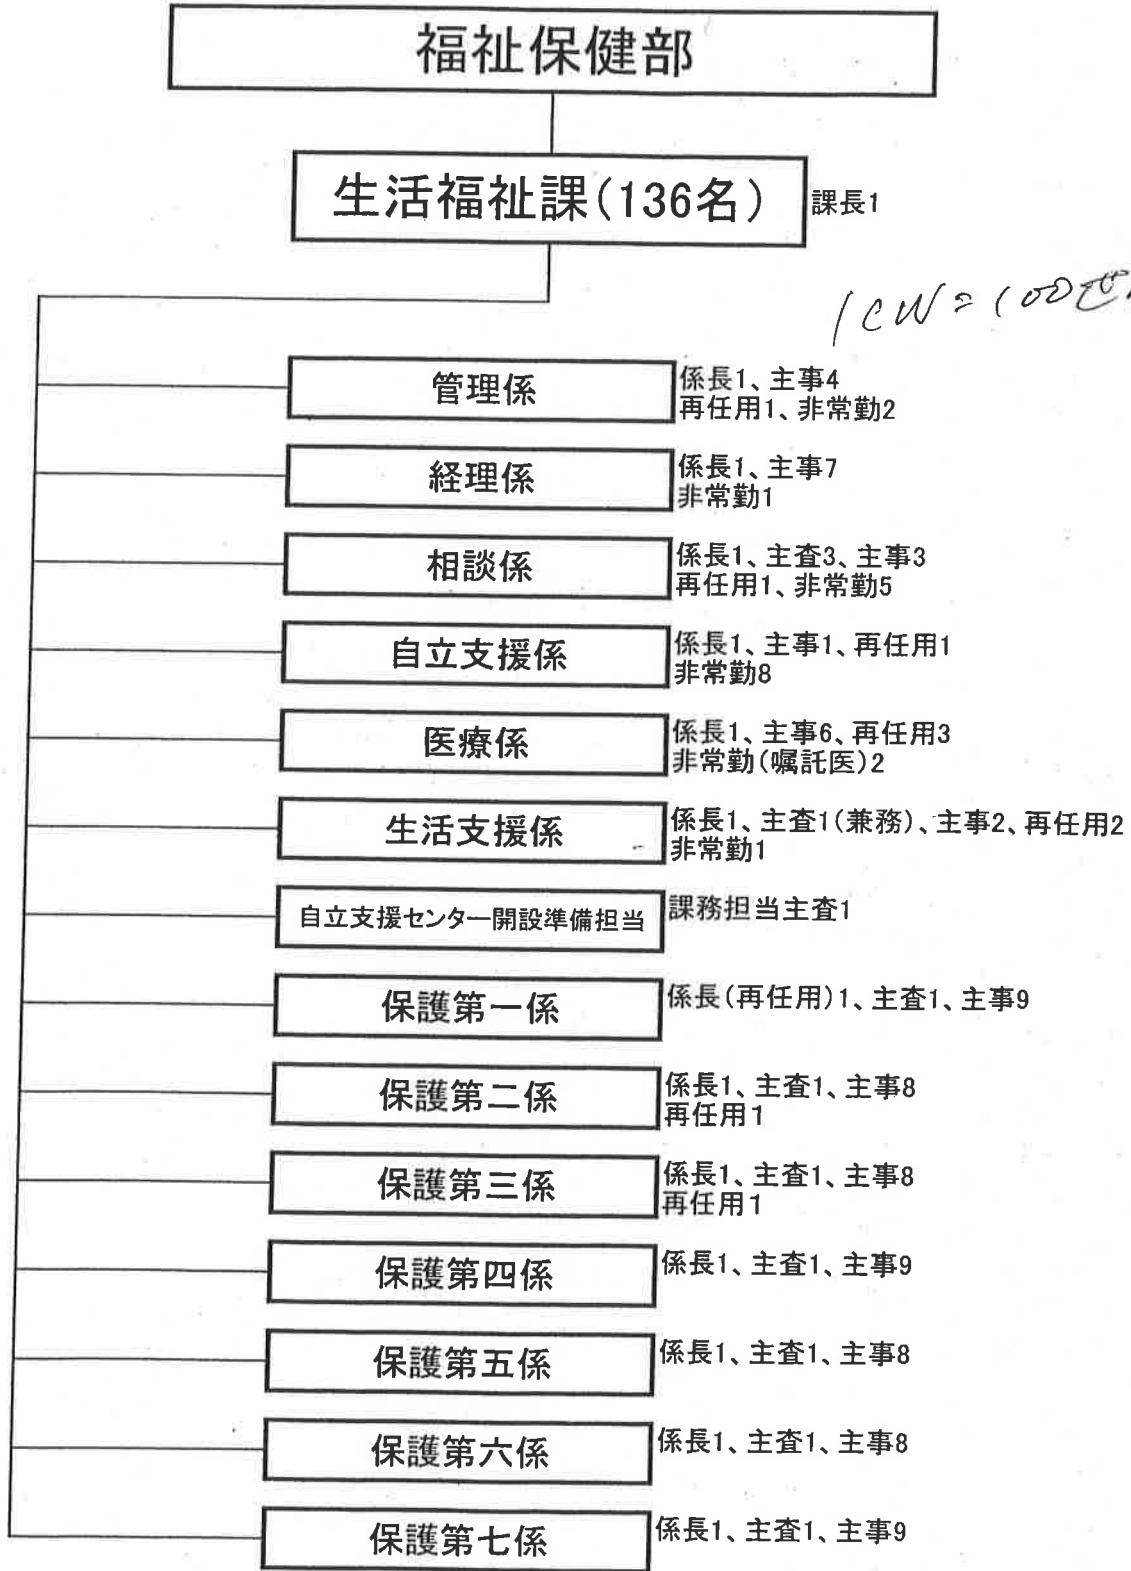 福祉保健部
生活福祉課(136名)
課長1
1CW=100世
管理係
係長1、主事4
再任用1、非常勤2
経理係
係長1、主事7
非常勤1
相談係
係長1、主査3、主事3
再任用1、非常勤5
自立支援係
係長1、主事1、再任用1
非常勤8
医療係
係長1、主事6、再任用3
非常勤(嘱託医)2
生活支援係
係長1、主査1(兼務)、主事2、再任用2
非常勤1
自立支援センター開設準備担当
課務担当主査1
保護第一係
係長(再任用)1、主査1、主事9
保護第二係
係長1、主査1、主事8
再任用1
保護第三係
係長1、主査1、主事8
再任用1
保護第四係
係長1、主査1、主事9
保護第五係
係長1、主査1、主事8
保護第六係
係長1、主査1、主事8
保護第七係
係長1、主査1、主事9